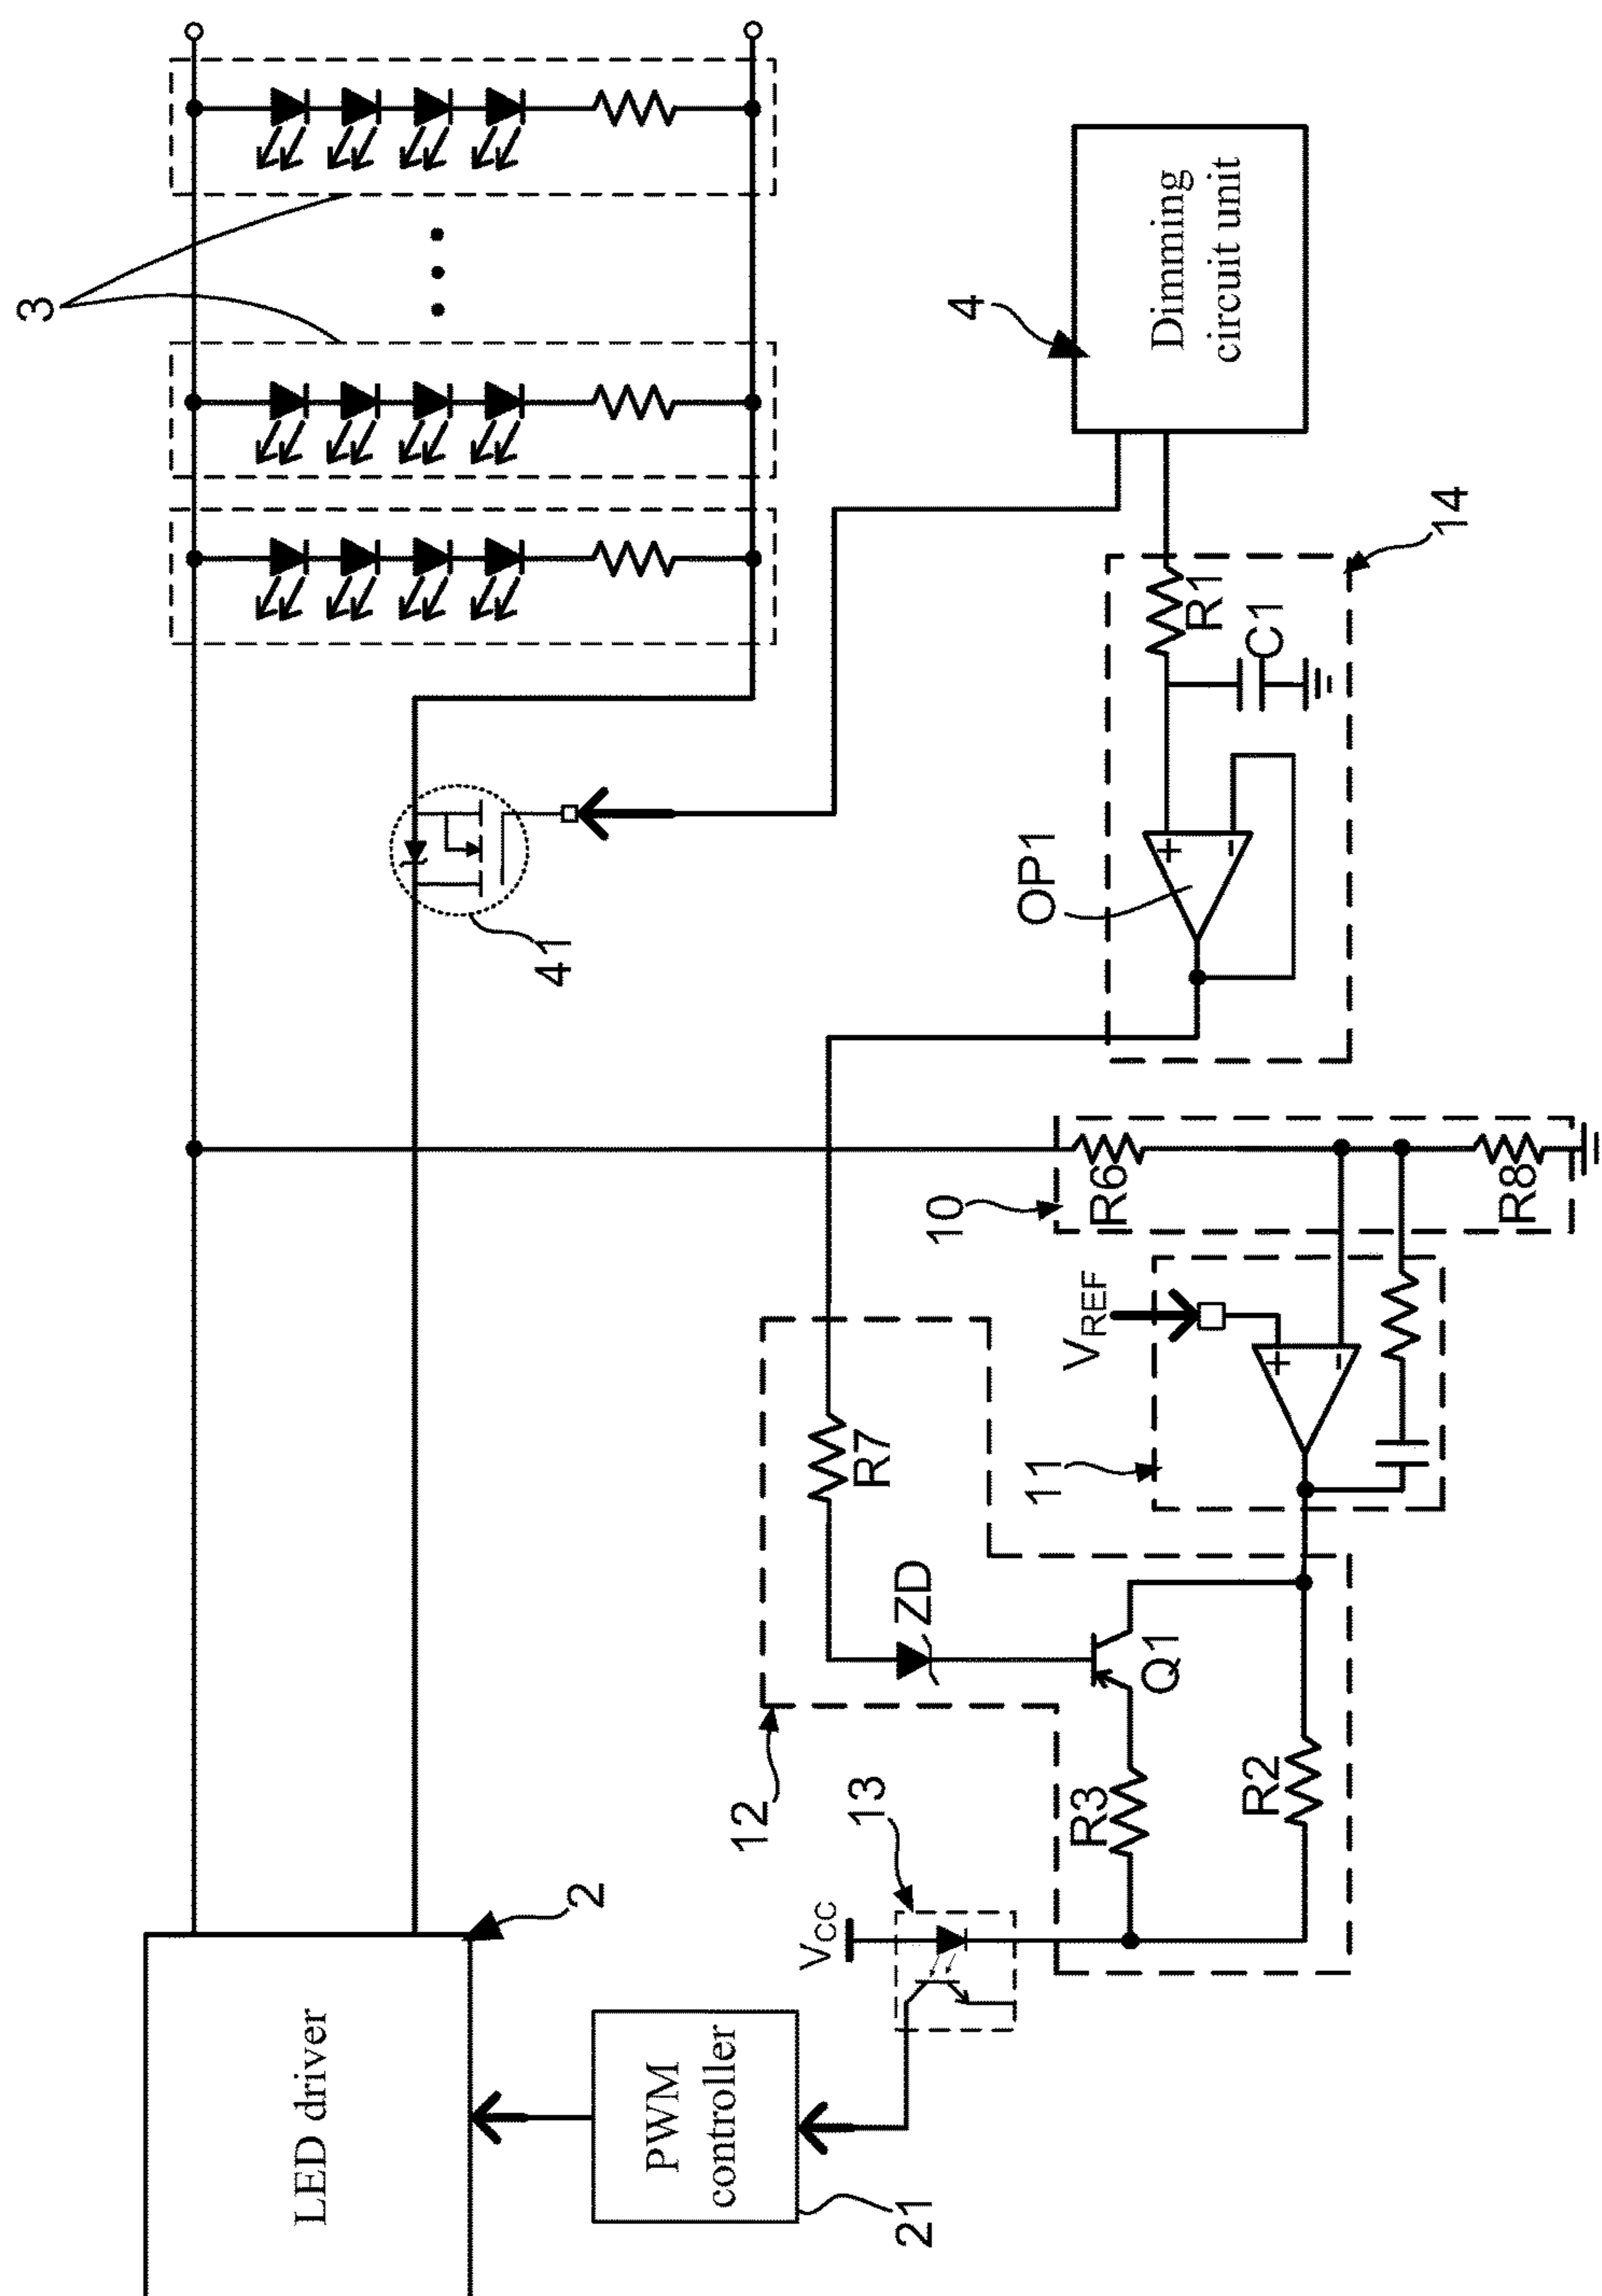 3
4
Dimming
circuit unit
14
R1
C1
OP1
41
10
R6
R8
VREF
11
R7
ZD
Q1
12
13
R3
R2
VCC
2
LED driver
PWM
controller
21
+
-
+
-